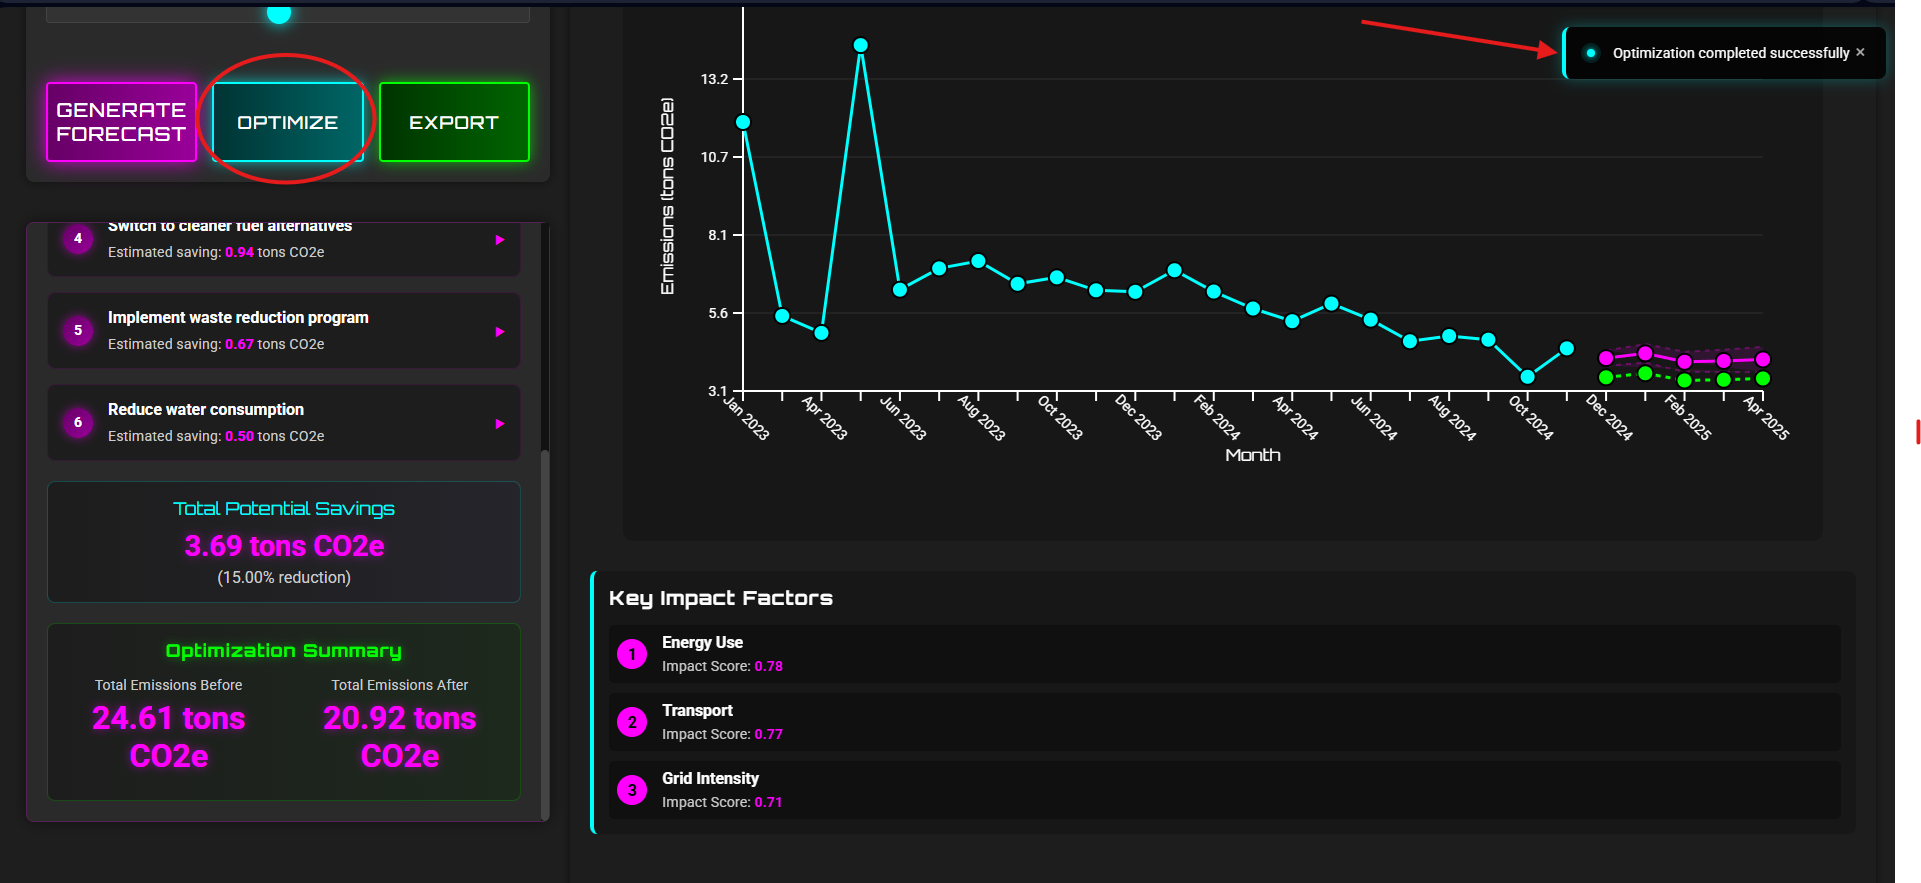 GENERATE
FORECAST
OPTIMIZE
EXPORT
4
Switch to cleaner fuel alternatives
Estimated saving: 0.94 tons CO2e
5
Implement waste reduction program
Estimated saving: 0.67 tons CO2e
6
Reduce water consumption
Estimated saving: 0.50 tons CO2e
Total Potential Savings
3.69 tons CO2e
(15.00% reduction)
Optimization Summary
Total Emissions Before
24.61 tons
CO2e
Total Emissions After
20.92 tons
CO2e
Optimization completed successfully ×
Emissions (tons CO2e)
13.2
10.7
8.1
5.6
3.1
Jan 2023
Apr 2023
Jun 2023
Aug 2023
Oct 2023
Dec 2023
Feb 2024
Apr 2024
Jun 2024
Aug 2024
Oct 2024
Dec 2024
Feb 2025
Apr 2025
Month
Key Impact Factors
1
Energy Use
Impact Score: 0.78
2
Transport
Impact Score: 0.77
3
Grid Intensity
Impact Score: 0.71